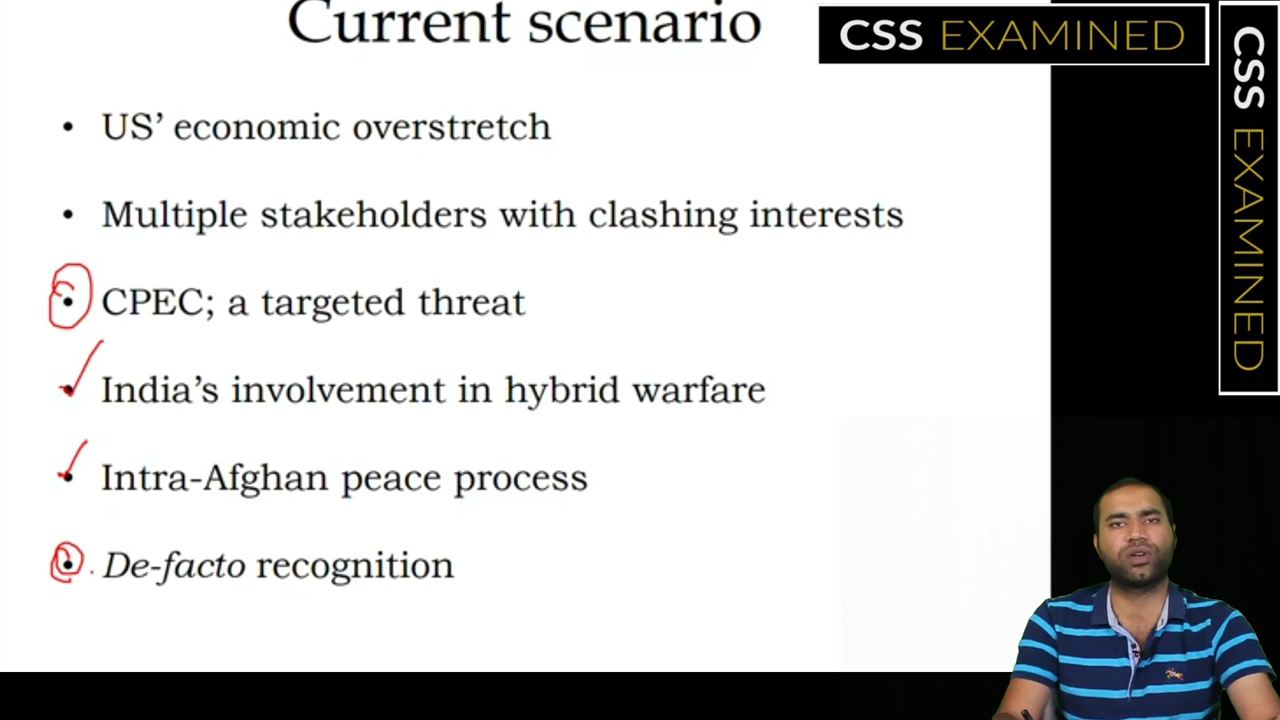 Current scenario
CSS EXAMINED
CSS EXAMINED
• US’ economic overstretch
• Multiple stakeholders with clashing interests
• CPEC; a targeted threat
• India’s involvement in hybrid warfare
• Intra-Afghan peace process
• De-facto recognition